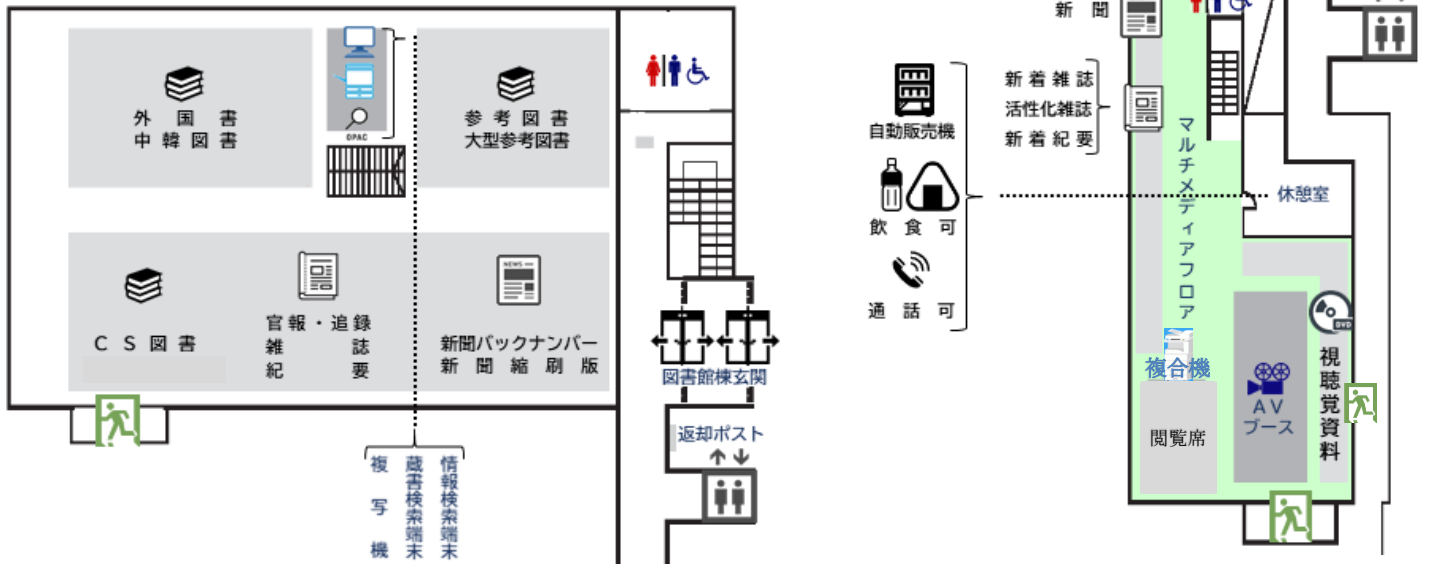 外国書
中韓図書
OPAC
参考図書
大型参考図書
CS図書
官報・追録
雑誌
紀要
NEWS
新聞バックナンバー
新聞縮刷版
複写機
蔵書検索端末
情報検索端末
図書館棟玄関
返却ポスト
新聞
自動販売機
飲食可
通話可
新着雑誌
活性化雑誌
新着紀要
マルチメディアフロア
休憩室
複合機
閲覧席
AV
ブース
DVD
視聴覚資料